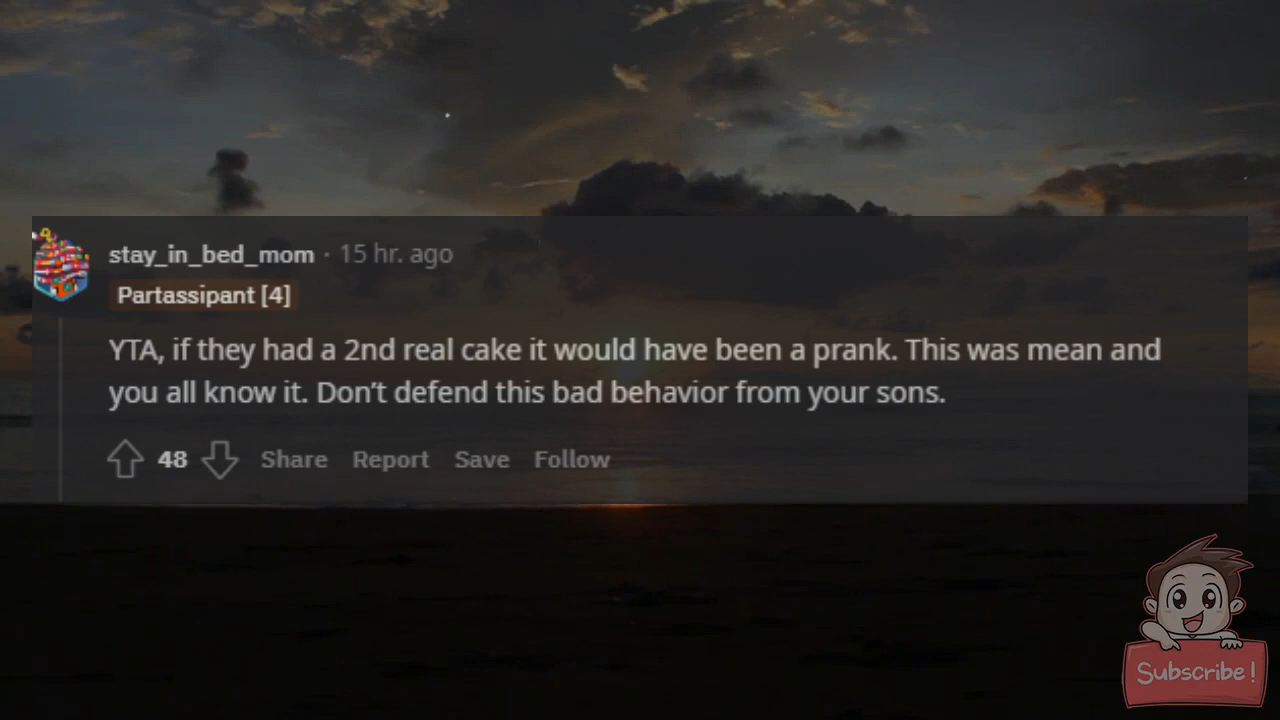 stay_in_bed_mom · 15 hr. ago
Partassipant [4]
YTA, if they had a 2nd real cake it would have been a prank. This was mean and
you all know it. Don’t defend this bad behavior from your sons.
48 Share Report Save Follow
Subscribe!